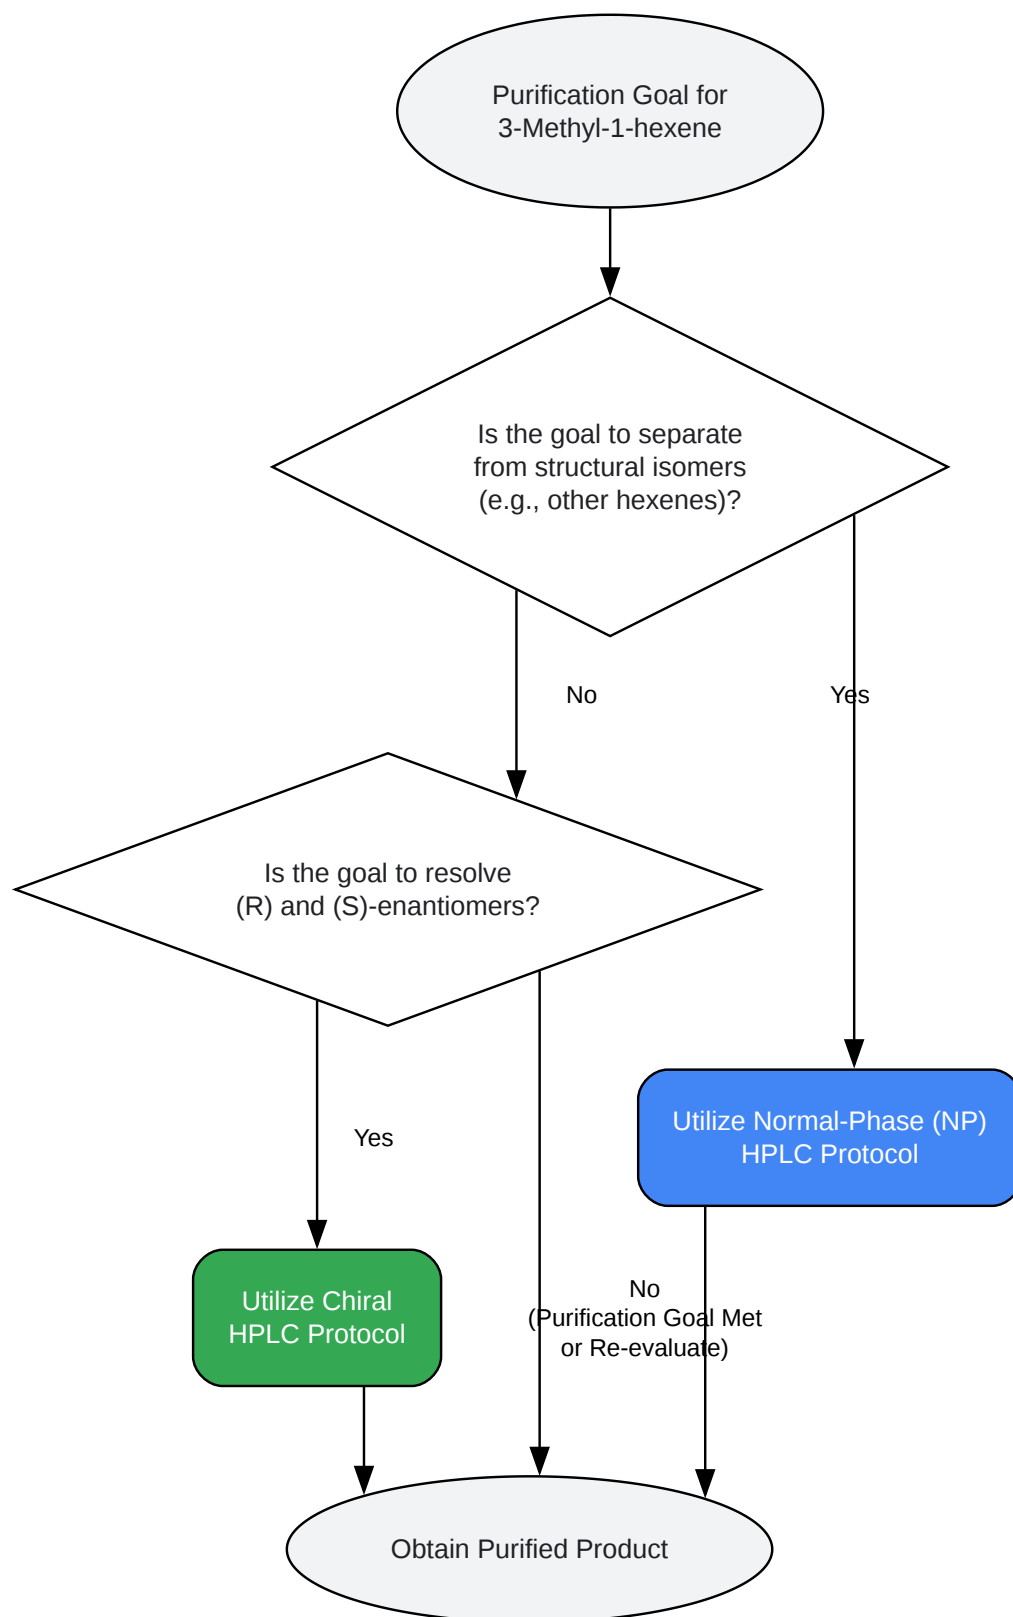 Purification Goal for
3-Methyl-1-hexene
Is the goal to separate
from structural isomers
(e.g., other hexenes)?
No
Yes
Is the goal to resolve
(R) and (S)-enantiomers?
Utilize Normal-Phase (NP)
HPLC Protocol
Yes
Utilize Chiral
HPLC Protocol
No
(Purification Goal Met
or Re-evaluate)
Obtain Purified Product